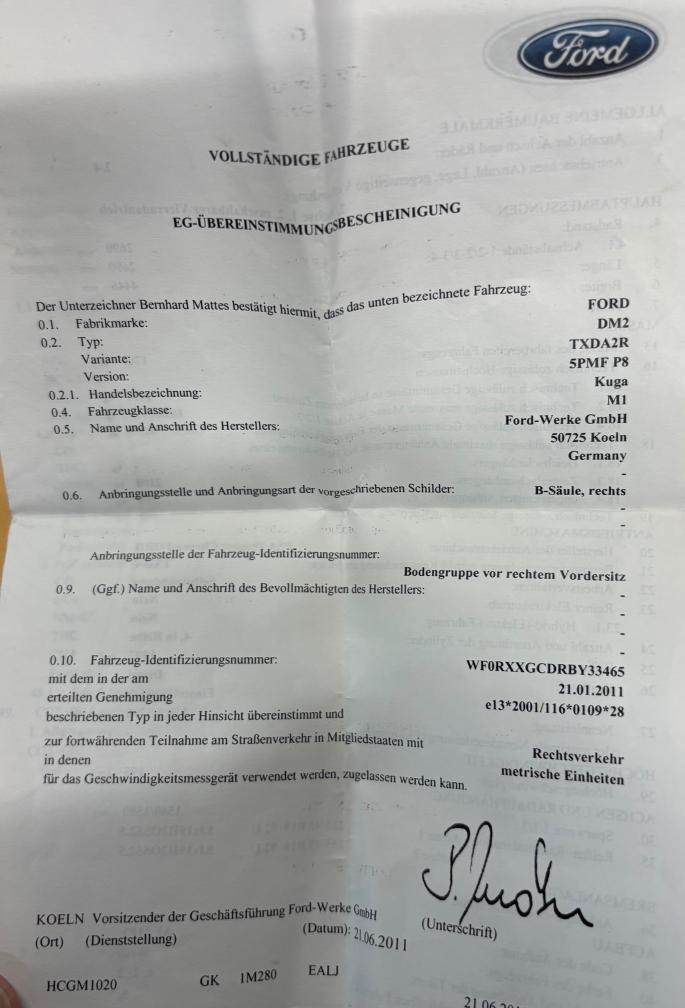 Ford
VOLLSTÄNDIGE FAHRZEUGE
EG-ÜBEREINSTIMMUNGSBESCHEINIGUNG
Der Unterzeichner Bernhard Mattes bestätigt hiermit, dass das unten bezeichnete Fahrzeug:
0.1. Fabrikmarke: FORD
0.2. Typ: DM2
Variante: TXDA2R
Version: 5PMF P8
0.2.1. Handelsbezeichnung: Kuga
0.4. Fahrzeugklasse: M1
0.5. Name und Anschrift des Herstellers: Ford-Werke GmbH
50725 Koeln
Germany
-
0.6. Anbringungsstelle und Anbringungsart der vorgeschriebenen Schilder: B-Säule, rechts
-
-
Anbringungsstelle der Fahrzeug-Identifizierungsnummer:
Bodengruppe vor rechtem Vordersitz
0.9. (Ggf.) Name und Anschrift des Bevollmächtigten des Herstellers: -
-
-
-
0.10. Fahrzeug-Identifizierungsnummer: WF0RXXGCDRBY33465
mit dem in der am 21.01.2011
erteilten Genehmigung e13*2001/116*0109*28
beschriebenen Typ in jeder Hinsicht übereinstimmt und
zur fortwährenden Teilnahme am Straßenverkehr in Mitgliedstaaten mit Rechtsverkehr
in denen metrische Einheiten
für das Geschwindigkeitsmessgerät verwendet werden, zugelassen werden kann.
KOELN Vorsitzender der Geschäftsführung Ford-Werke GmbH
(Ort) (Dienststellung) (Datum): 21.06.2011 (Unterschrift)
HCGM1020 GK 1M280 EALJ